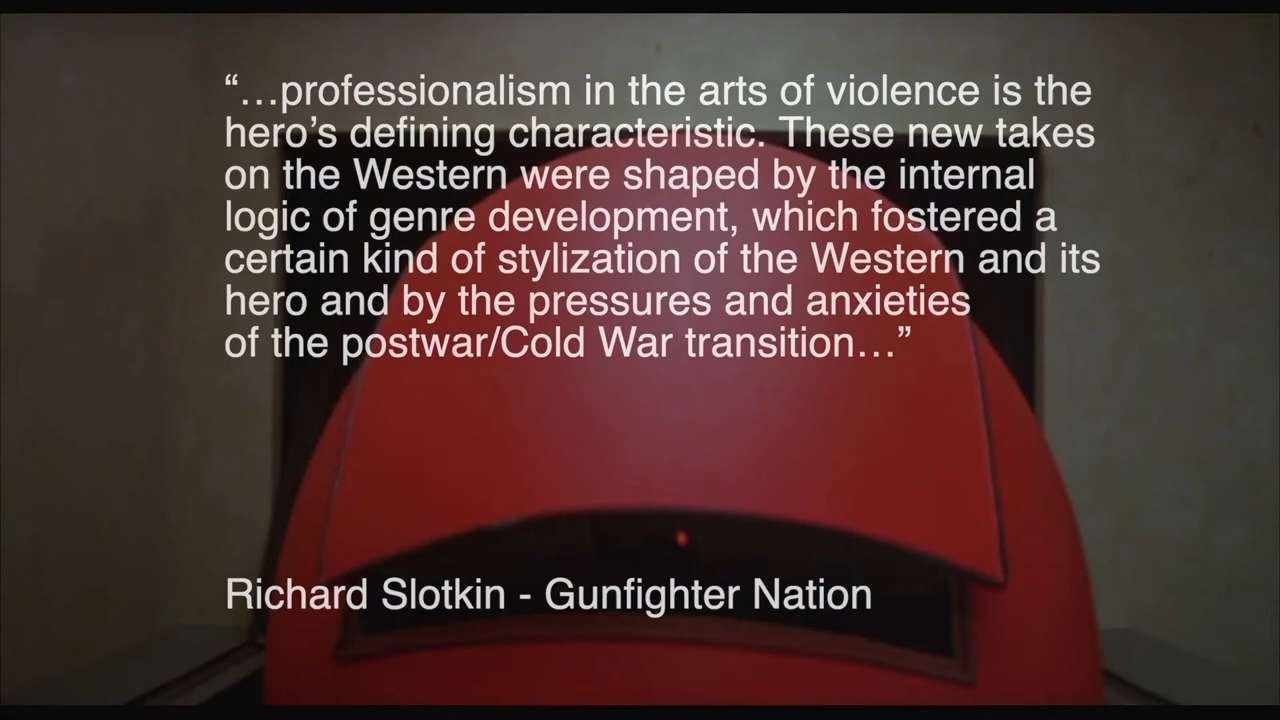 “…professionalism in the arts of violence is the
hero’s defining characteristic. These new takes
on the Western were shaped by the internal
logic of genre development, which fostered a
certain kind of stylization of the Western and its
hero and by the pressures and anxieties
of the postwar/Cold War transition…”
Richard Slotkin - Gunfighter Nation